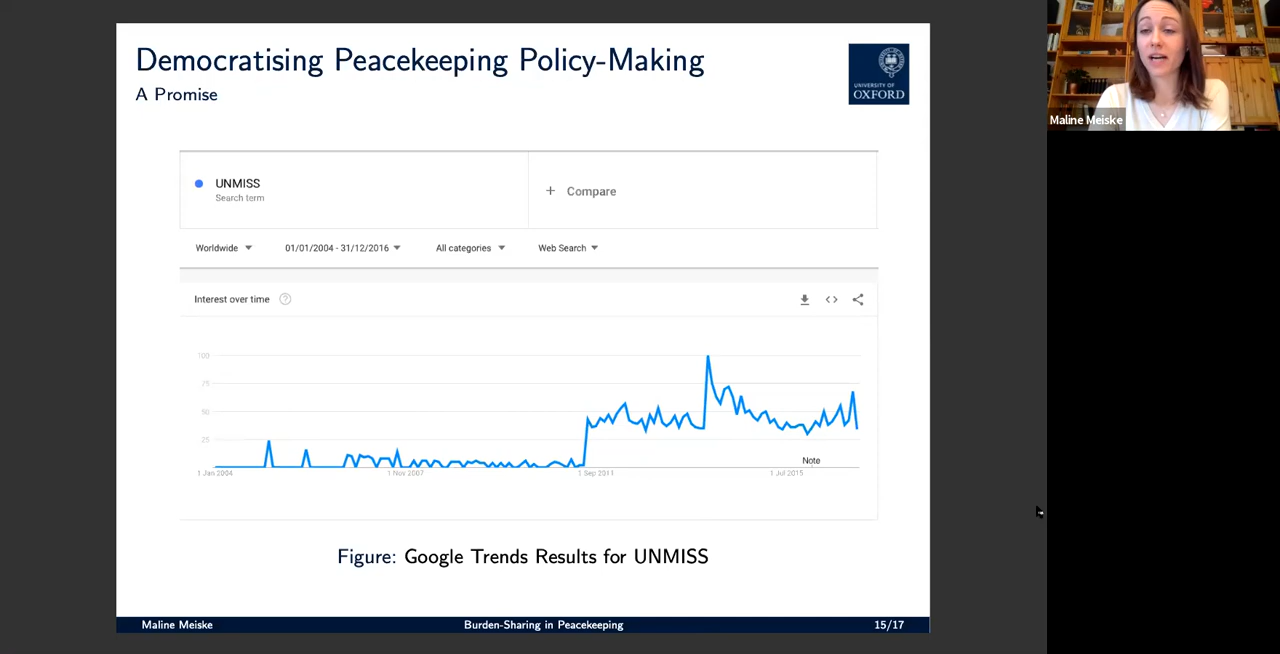 Democratising Peacekeeping Policy-Making
A Promise
UNIVERSITY OF
OXFORD
Maline Meiske
UNMISS
Search term
+ Compare
Worldwide
01/01/2004 - 31/12/2016
All categories
Web Search
Interest over time ?
<>
100
75
50
25
Note
1 Jan 2004
1 Nov 2007
1 Sep 2011
1 Jul 2015
Figure: Google Trends Results for UNMISS
Maline Meiske
Burden-Sharing in Peacekeeping
15/17